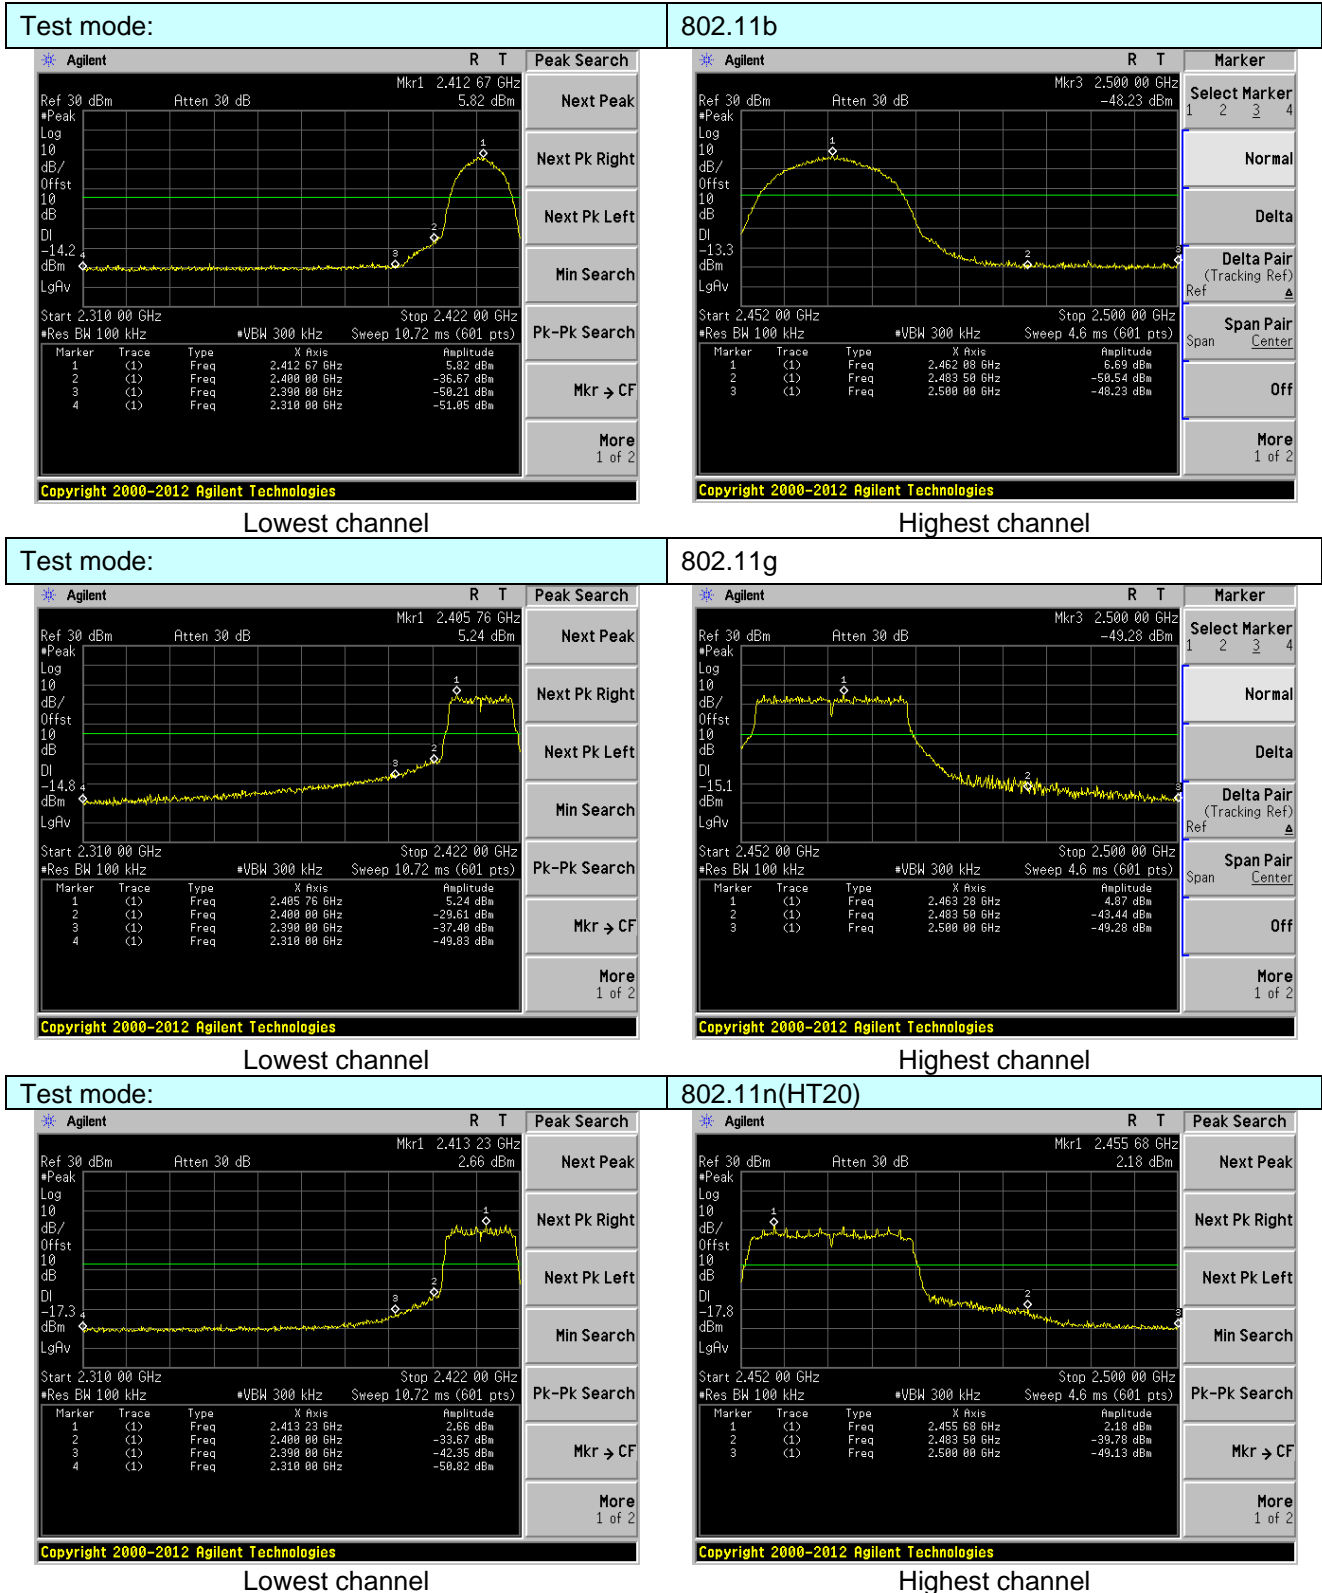 Test mode: 802.11b
Agilent R T Peak Search
Mkr1 2.412 67 GHz
Ref 30 dBm Atten 30 dB 5.82 dBm
#Peak
Log
10
dB/
Offst
10
dB
DI
-14.2
dBm
LgAv
1
2
3
4
Start 2.310 00 GHz Stop 2.422 00 GHz
#Res BW 100 kHz #VBW 300 kHz Sweep 10.72 ms (601 pts)
Marker Trace Type X Axis Amplitude
1 (1) Freq 2.412 67 GHz 5.82 dBm
2 (1) Freq 2.400 00 GHz -36.67 dBm
3 (1) Freq 2.390 00 GHz -50.21 dBm
4 (1) Freq 2.310 00 GHz -51.05 dBm
Next Peak
Next Pk Right
Next Pk Left
Min Search
Pk-Pk Search
Mkr → CF
More
1 of 2
Copyright 2000-2012 Agilent Technologies
Lowest channel
Agilent R T Marker
Mkr3 2.500 00 GHz
Ref 30 dBm Atten 30 dB -48.23 dBm
#Peak
Log
10
dB/
Offst
10
dB
DI
-13.3
dBm
LgAv
1
2
3
Start 2.452 00 GHz Stop 2.500 00 GHz
#Res BW 100 kHz #VBW 300 kHz Sweep 4.6 ms (601 pts)
Marker Trace Type X Axis Amplitude
1 (1) Freq 2.462 08 GHz 6.69 dBm
2 (1) Freq 2.483 50 GHz -50.54 dBm
3 (1) Freq 2.500 00 GHz -48.23 dBm
Select Marker
1 2 3 4
Normal
Delta
Delta Pair
(Tracking Ref)
Ref Δ
Span Pair
Span Center
Off
More
1 of 2
Copyright 2000-2012 Agilent Technologies
Highest channel
Test mode: 802.11g
Agilent R T Peak Search
Mkr1 2.405 76 GHz
Ref 30 dBm Atten 30 dB 5.24 dBm
#Peak
Log
10
dB/
Offst
10
dB
DI
-14.8
dBm
LgAv
1
2
3
4
Start 2.310 00 GHz Stop 2.422 00 GHz
#Res BW 100 kHz #VBW 300 kHz Sweep 10.72 ms (601 pts)
Marker Trace Type X Axis Amplitude
1 (1) Freq 2.405 76 GHz 5.24 dBm
2 (1) Freq 2.400 00 GHz -29.61 dBm
3 (1) Freq 2.390 00 GHz -37.40 dBm
4 (1) Freq 2.310 00 GHz -49.83 dBm
Next Peak
Next Pk Right
Next Pk Left
Min Search
Pk-Pk Search
Mkr → CF
More
1 of 2
Copyright 2000-2012 Agilent Technologies
Lowest channel
Agilent R T Marker
Mkr3 2.500 00 GHz
Ref 30 dBm Atten 30 dB -49.28 dBm
#Peak
Log
10
dB/
Offst
10
dB
DI
-15.1
dBm
LgAv
1
2
3
Start 2.452 00 GHz Stop 2.500 00 GHz
#Res BW 100 kHz #VBW 300 kHz Sweep 4.6 ms (601 pts)
Marker Trace Type X Axis Amplitude
1 (1) Freq 2.463 28 GHz 4.87 dBm
2 (1) Freq 2.483 50 GHz -43.44 dBm
3 (1) Freq 2.500 00 GHz -49.28 dBm
Select Marker
1 2 3 4
Normal
Delta
Delta Pair
(Tracking Ref)
Ref Δ
Span Pair
Span Center
Off
More
1 of 2
Copyright 2000-2012 Agilent Technologies
Highest channel
Test mode: 802.11n(HT20)
Agilent R T Peak Search
Mkr1 2.413 23 GHz
Ref 30 dBm Atten 30 dB 2.66 dBm
#Peak
Log
10
dB/
Offst
10
dB
DI
-17.3
dBm
LgAv
1
2
3
4
Start 2.310 00 GHz Stop 2.422 00 GHz
#Res BW 100 kHz #VBW 300 kHz Sweep 10.72 ms (601 pts)
Marker Trace Type X Axis Amplitude
1 (1) Freq 2.413 23 GHz 2.66 dBm
2 (1) Freq 2.400 00 GHz -33.67 dBm
3 (1) Freq 2.390 00 GHz -42.35 dBm
4 (1) Freq 2.310 00 GHz -50.82 dBm
Next Peak
Next Pk Right
Next Pk Left
Min Search
Pk-Pk Search
Mkr → CF
More
1 of 2
Copyright 2000-2012 Agilent Technologies
Lowest channel
Agilent R T Peak Search
Mkr1 2.455 68 GHz
Ref 30 dBm Atten 30 dB 2.18 dBm
#Peak
Log
10
dB/
Offst
10
dB
DI
-17.8
dBm
LgAv
1
2
3
Start 2.452 00 GHz Stop 2.500 00 GHz
#Res BW 100 kHz #VBW 300 kHz Sweep 4.6 ms (601 pts)
Marker Trace Type X Axis Amplitude
1 (1) Freq 2.455 68 GHz 2.18 dBm
2 (1) Freq 2.483 50 GHz -39.78 dBm
3 (1) Freq 2.500 00 GHz -49.13 dBm
Next Peak
Next Pk Right
Next Pk Left
Min Search
Pk-Pk Search
Mkr → CF
More
1 of 2
Copyright 2000-2012 Agilent Technologies
Highest channel